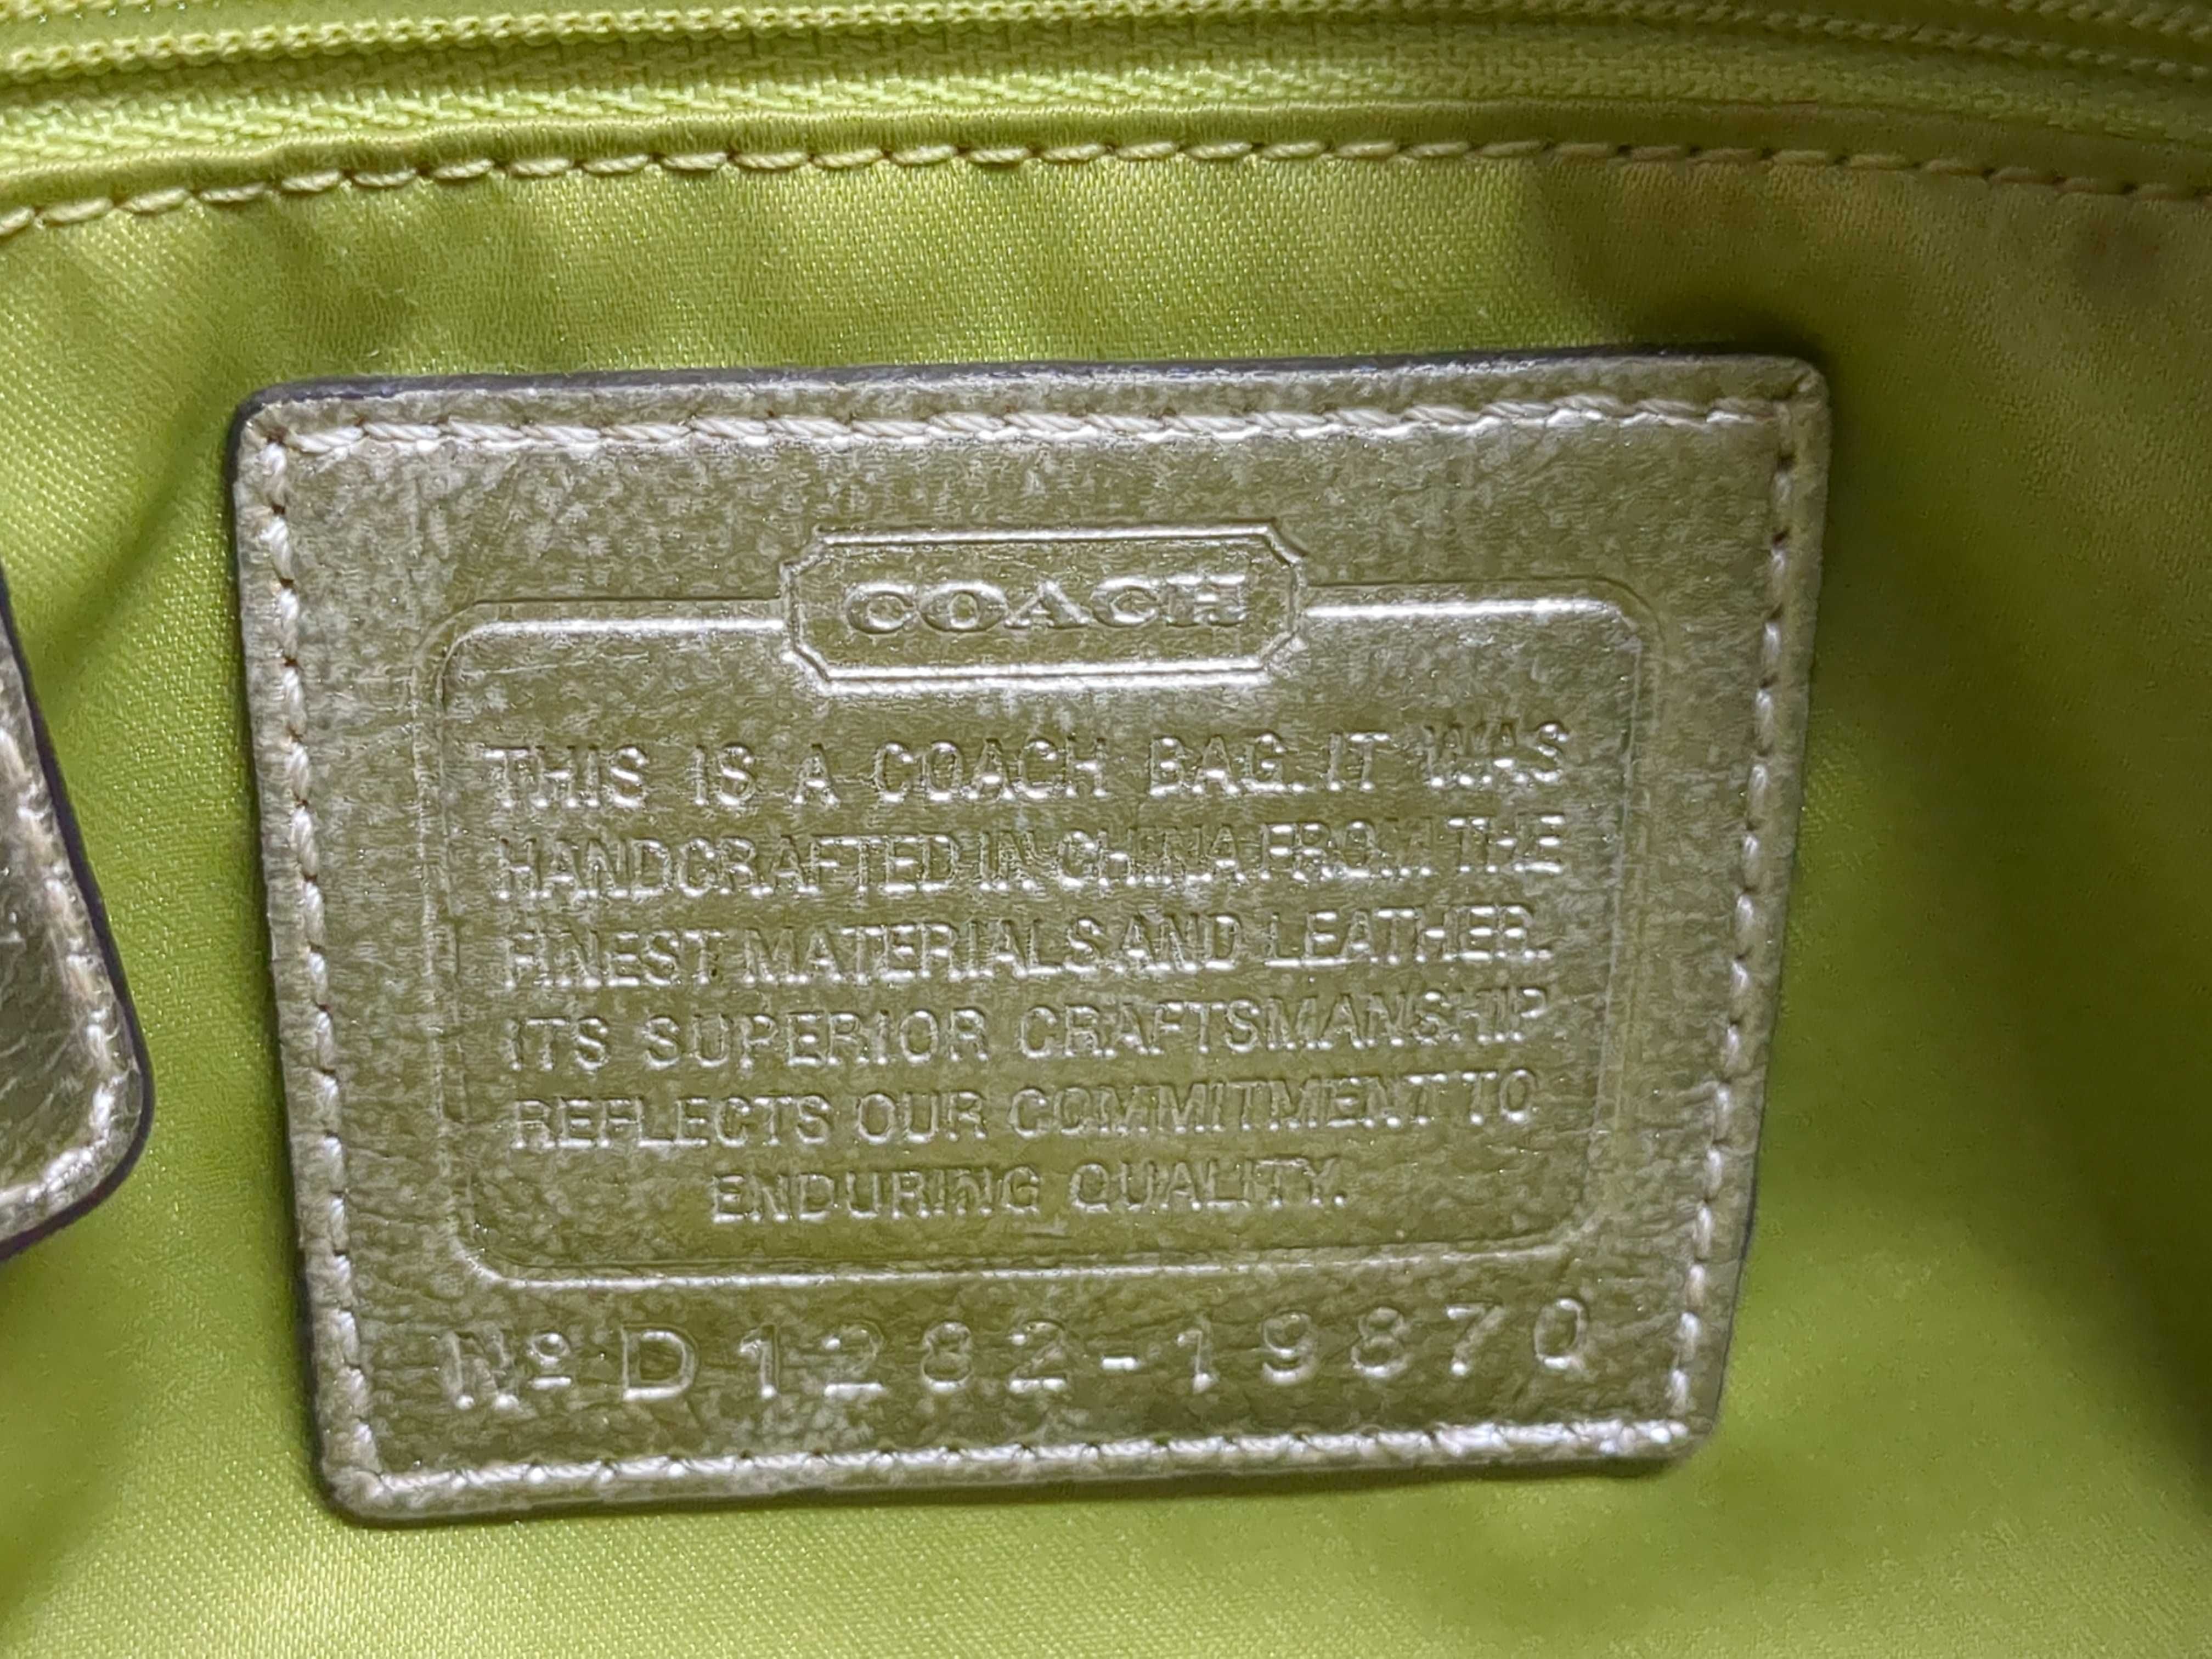 COACH
THIS IS A COACH BAG. IT WAS
HANDCRAFTED IN CHINA FROM THE
FINEST MATERIALS AND LEATHER.
ITS SUPERIOR CRAFTSMANSHIP
REFLECTS OUR COMMITMENT TO
ENDURING QUALITY.
Nº D1282-19870